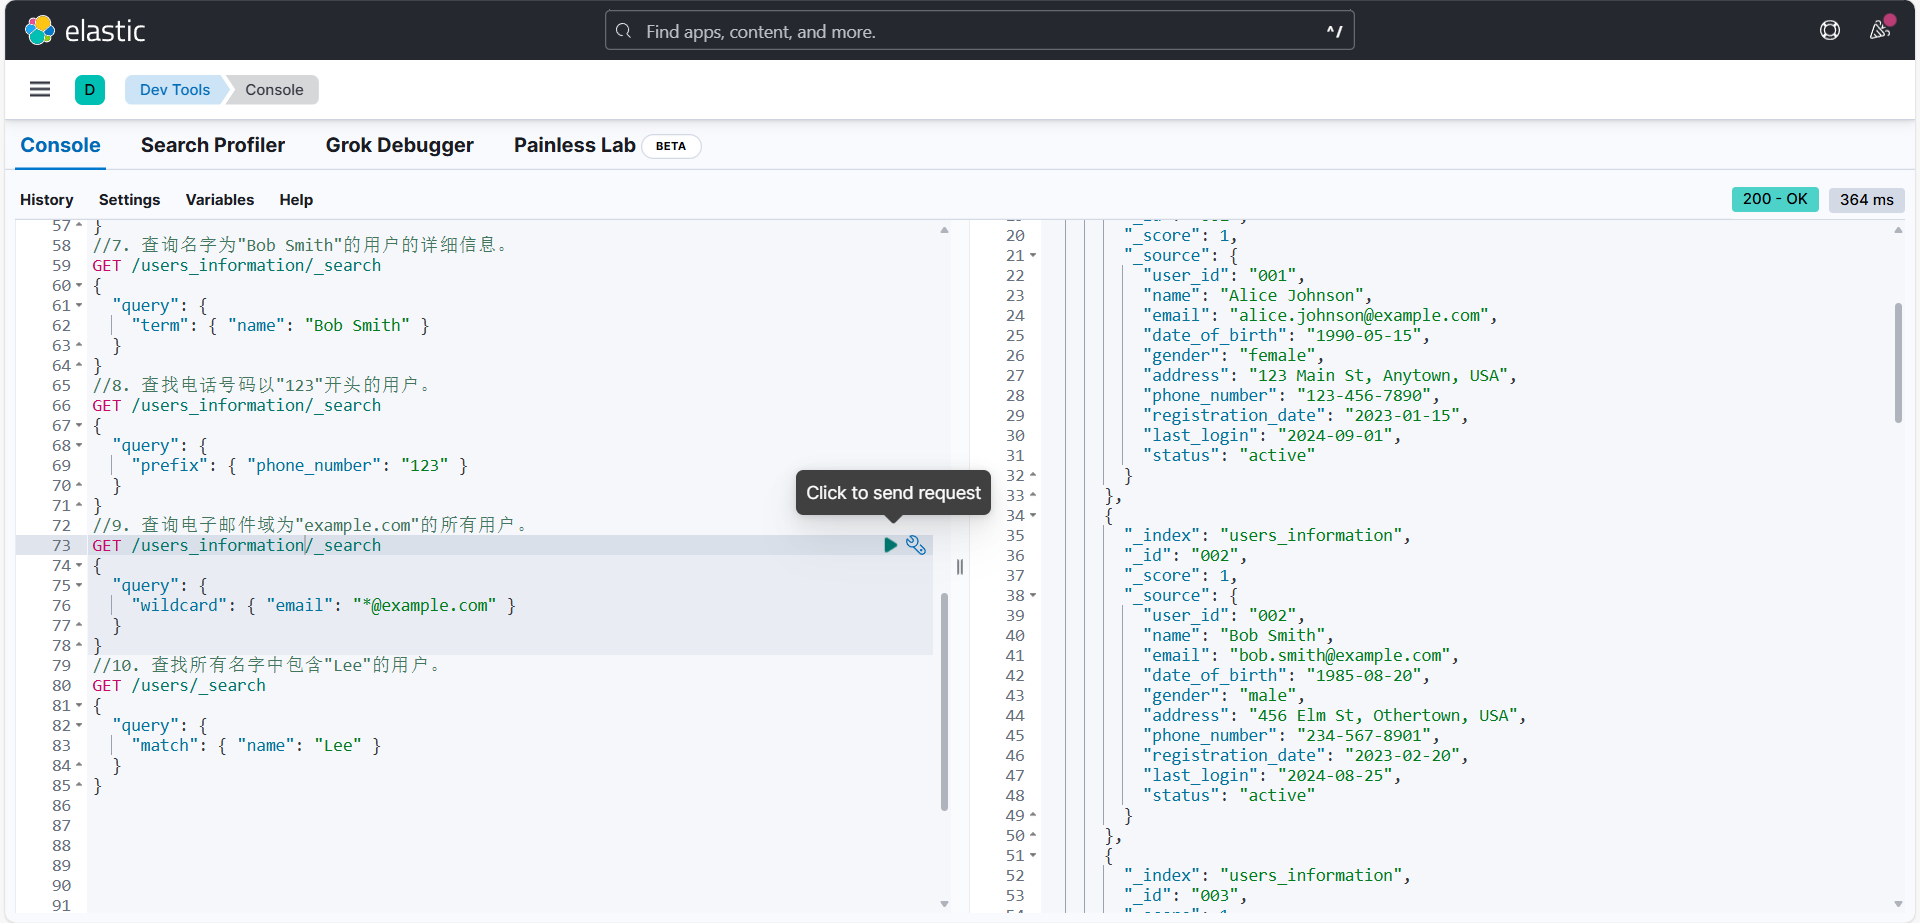 elastic
Find apps, content, and more.
^/
D
Dev Tools
Console
Console
Search Profiler
Grok Debugger
Painless Lab
BETA
History
Settings
Variables
Help
200 - OK
364 ms
57 }
58 //7. 查询名字为"Bob Smith"的用户的详细信息。
59 GET /users_information/_search
60 {
61 "query": {
62 "term": { "name": "Bob Smith" }
63 }
64 }
65 //8. 查找电话号码以"123"开头的用户。
66 GET /users_information/_search
67 {
68 "query": {
69 "prefix": { "phone_number": "123" }
70 }
71 }
72 //9. 查询电子邮件域为"example.com"的所有用户。
73 GET /users_information/_search
74 {
75 "query": {
76 "wildcard": { "email": "*@example.com" }
77 }
78 }
79 //10. 查找所有名字中包含"Lee"的用户。
80 GET /users/_search
81 {
82 "query": {
83 "match": { "name": "Lee" }
84 }
85 }
86
87
88
89
90
91
Click to send request
20 "_score": 1,
21 "_source": {
22 "user_id": "001",
23 "name": "Alice Johnson",
24 "email": "alice.johnson@example.com",
25 "date_of_birth": "1990-05-15",
26 "gender": "female",
27 "address": "123 Main St, Anytown, USA",
28 "phone_number": "123-456-7890",
29 "registration_date": "2023-01-15",
30 "last_login": "2024-09-01",
31 "status": "active"
32 }
33 },
34 {
35 "_index": "users_information",
36 "_id": "002",
37 "_score": 1,
38 "_source": {
39 "user_id": "002",
40 "name": "Bob Smith",
41 "email": "bob.smith@example.com",
42 "date_of_birth": "1985-08-20",
43 "gender": "male",
44 "address": "456 Elm St, Othertown, USA",
45 "phone_number": "234-567-8901",
46 "registration_date": "2023-02-20",
47 "last_login": "2024-08-25",
48 "status": "active"
49 }
50 },
51 {
52 "_index": "users_information",
53 "_id": "003",